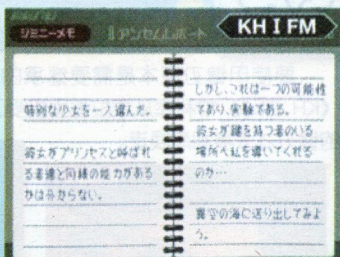 ジミニーメモ
アンセムレポート
KH I FM
特別な少女を一人選んだ。
彼女がプリンセスと呼ばれ
る者達と同様の能力がある
かは分からない。
しかし、これは一つの可能性
であり、実験である。
彼女が鍵を持つ者のいる
場所へ私を導いてくれる
のか…
異空の海に送り出してみよ
う。